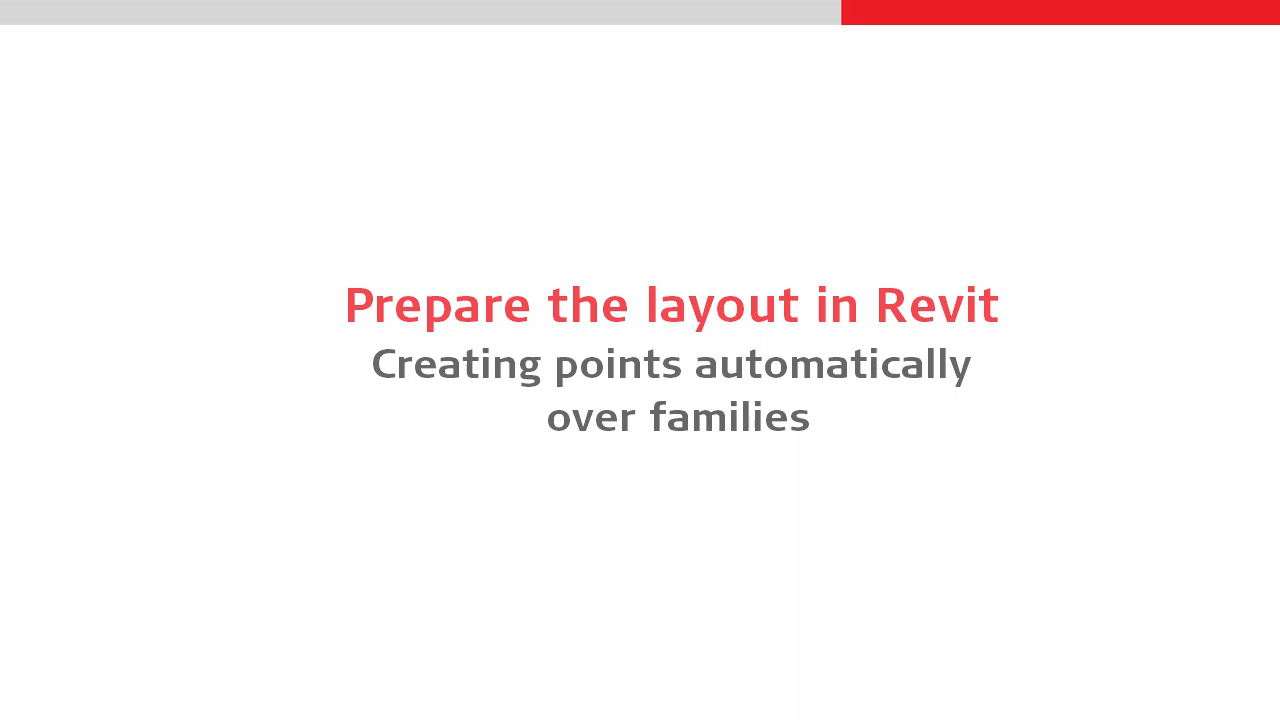 Prepare the layout in Revit
Creating points automatically
over families